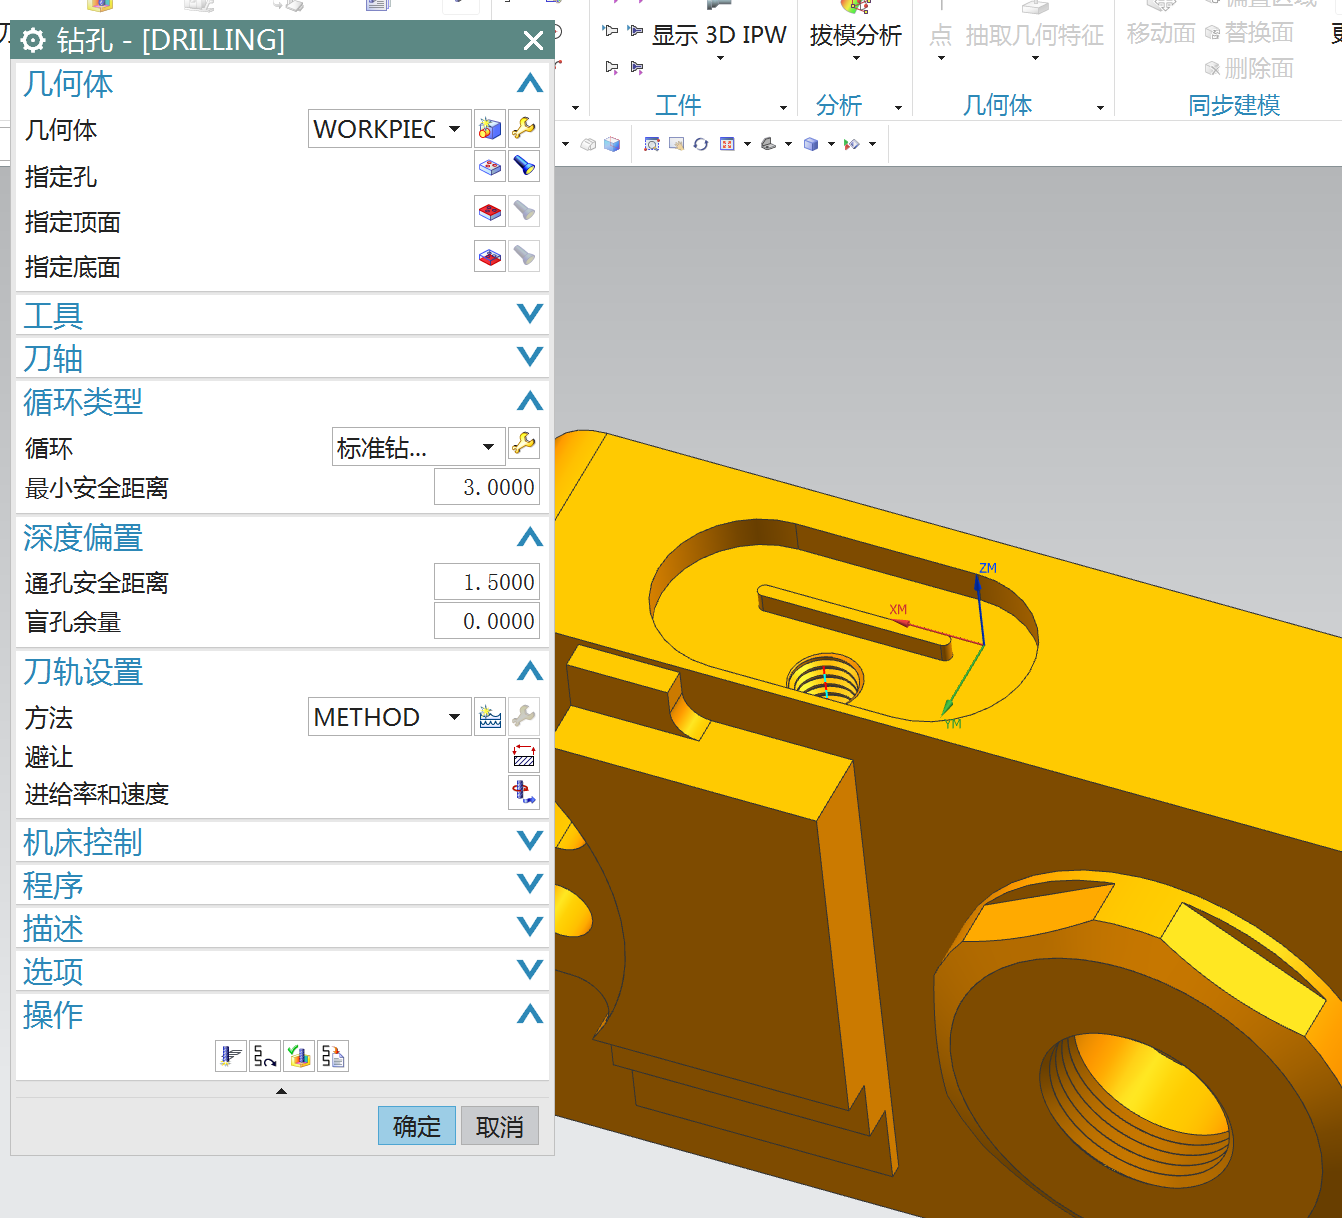 偏置区域
显示 3D IPW
拔模分析
点
抽取几何特征
移动面
替换面
删除面
工件
分析
几何体
同步建模
钻孔 - [DRILLING]
几何体
几何体
WORKPIEC
指定孔
指定顶面
指定底面
工具
刀轴
循环类型
循环
标准钻...
最小安全距离
3.0000
深度偏置
通孔安全距离
1.5000
盲孔余量
0.0000
刀轨设置
方法
METHOD
避让
进给率和速度
机床控制
程序
描述
选项
操作
确定
取消
ZM
XM
YM